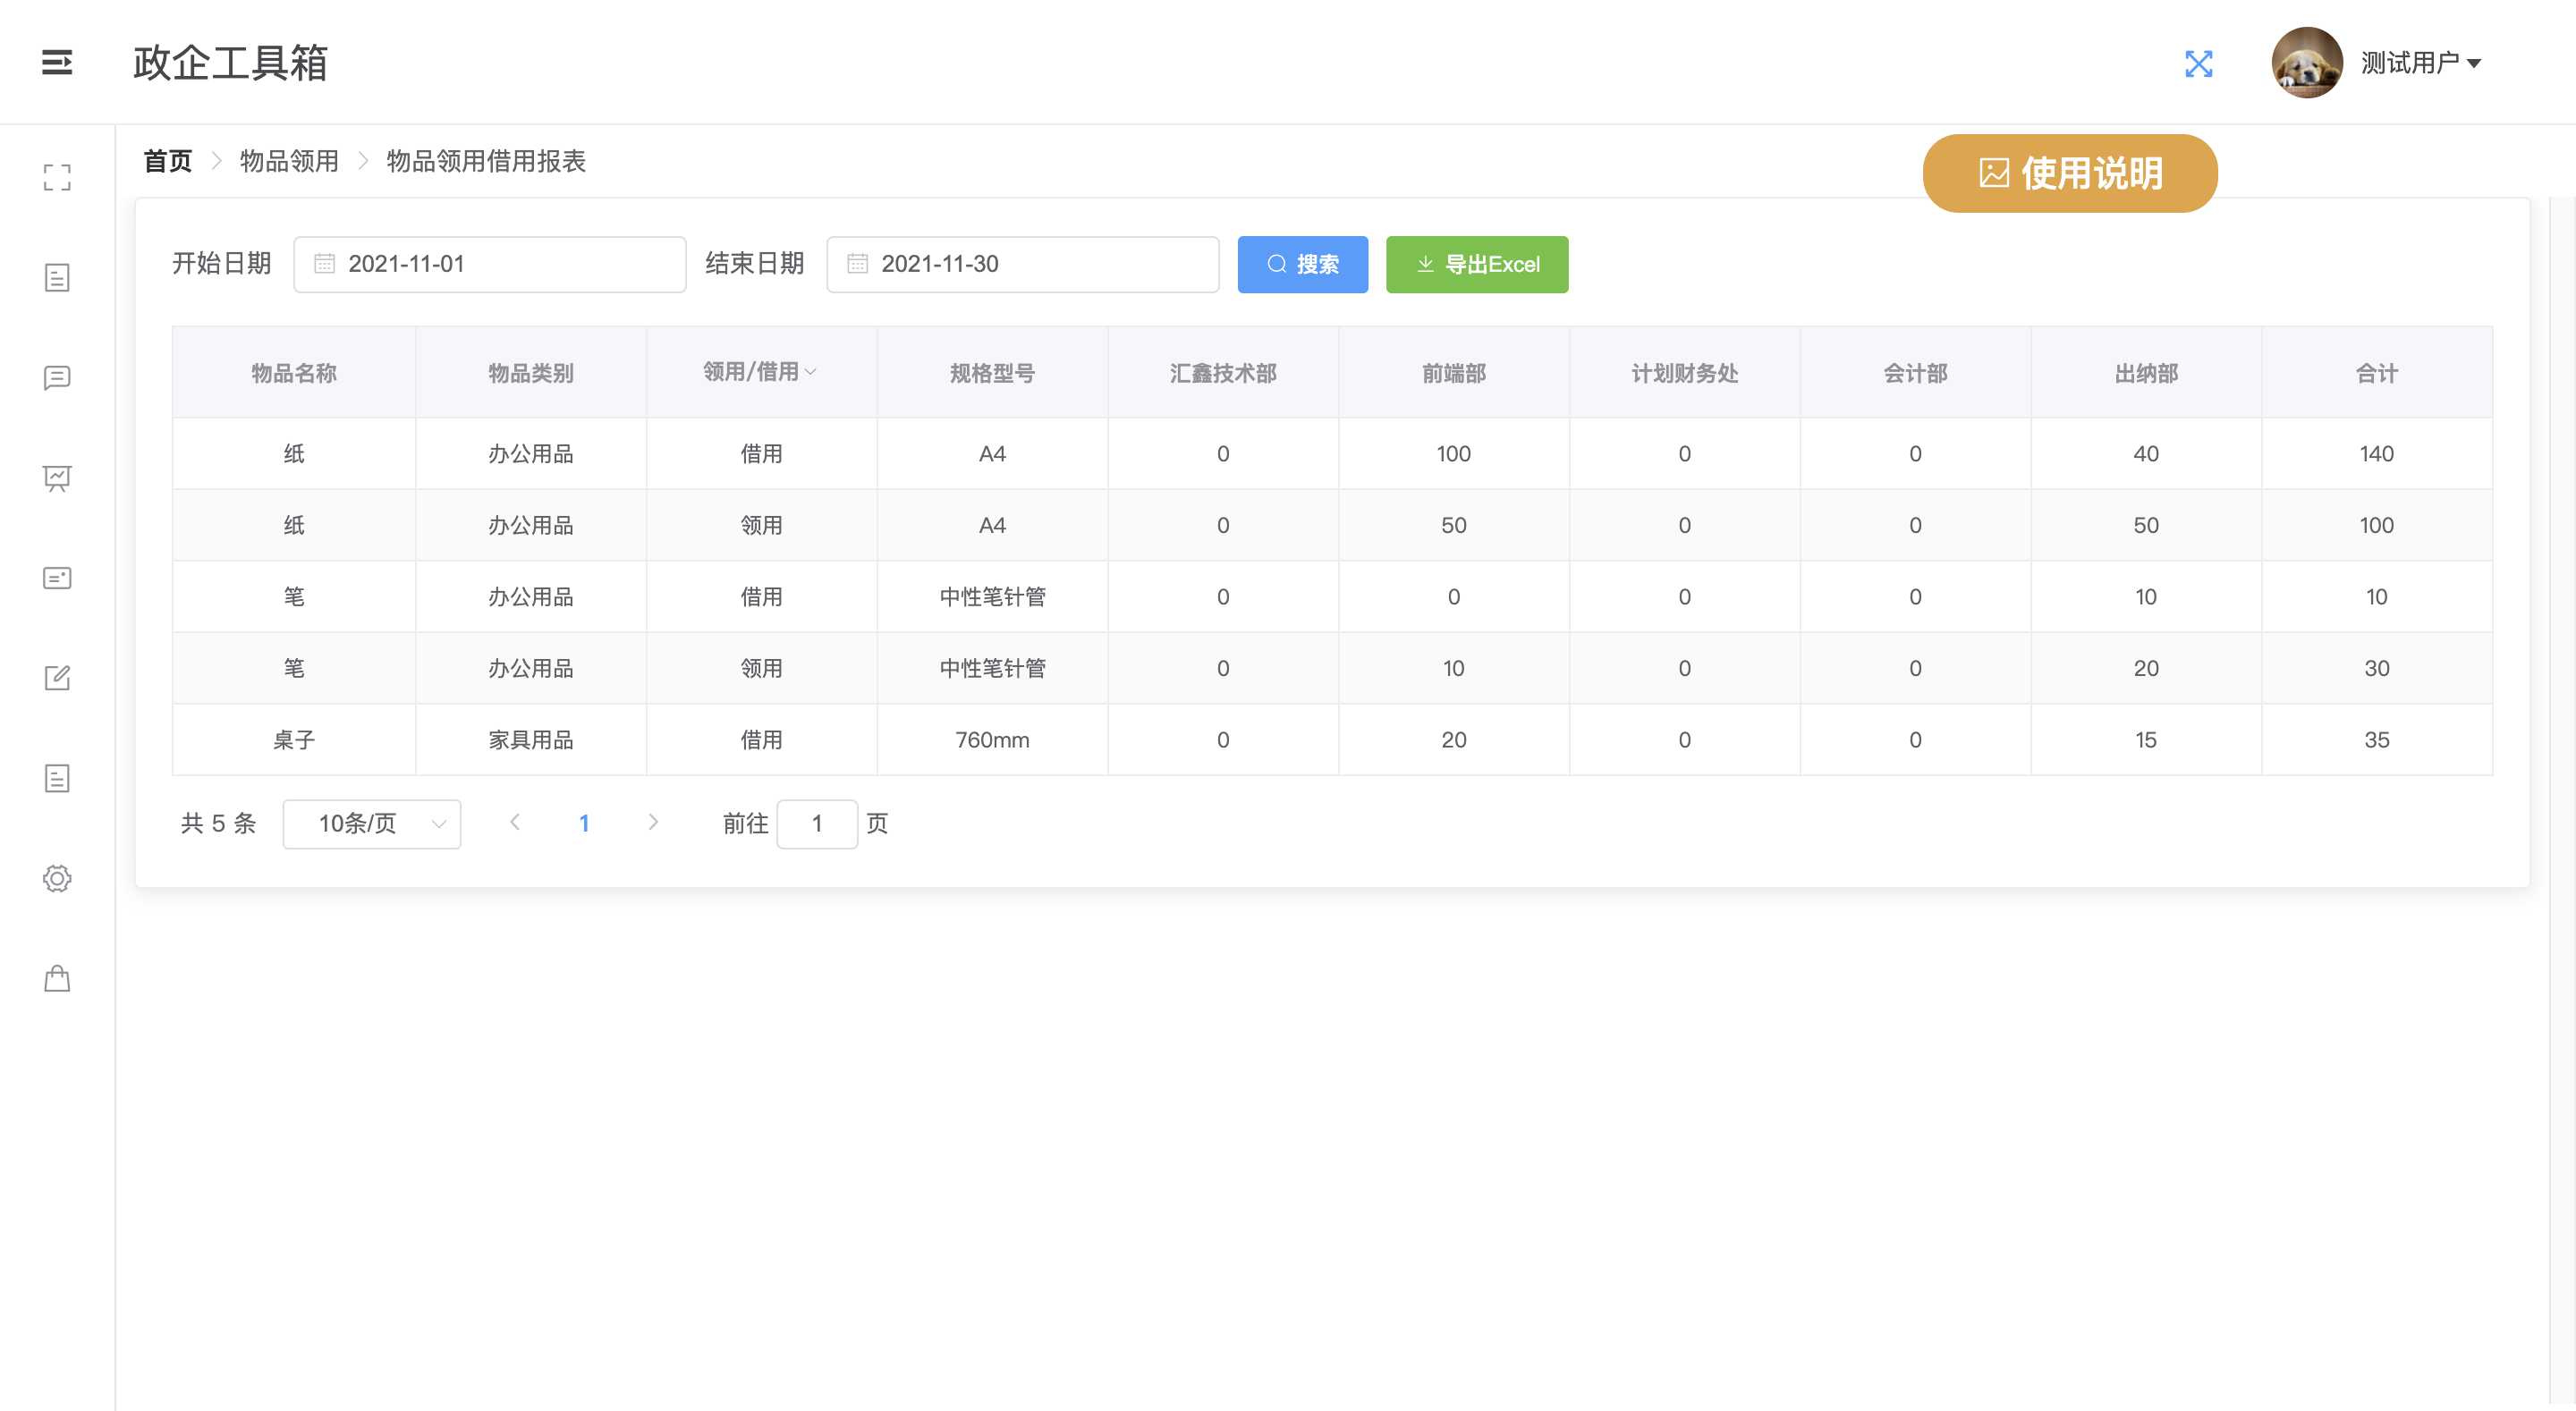 政企工具箱
测试用户
首页 物品领用 物品领用借用报表
使用说明
开始日期 2021-11-01 结束日期 2021-11-30 搜索 导出Excel
物品名称 物品类别 领用/借用 规格型号 汇鑫技术部 前端部 计划财务处 会计部 出纳部 合计
纸 办公用品 借用 A4 0 100 0 0 40 140
纸 办公用品 领用 A4 0 50 0 0 50 100
笔 办公用品 借用 中性笔针管 0 0 0 0 10 10
笔 办公用品 领用 中性笔针管 0 10 0 0 20 30
桌子 家具用品 借用 760mm 0 20 0 0 15 35
共 5 条 10条/页 1 前往 1 页